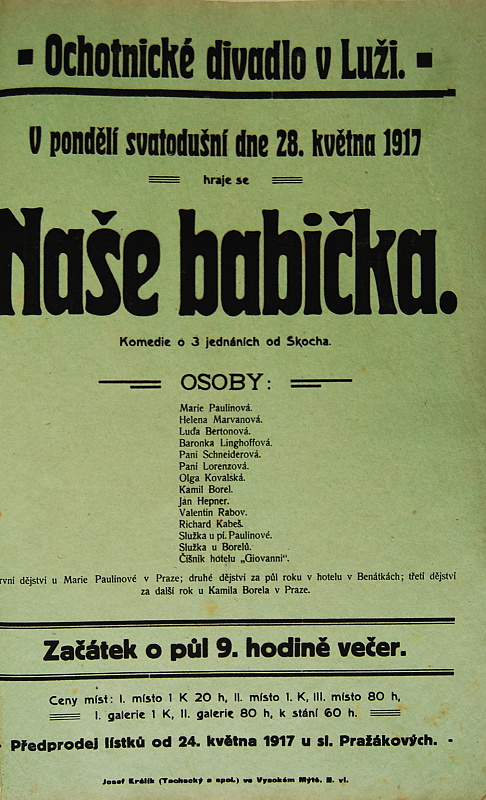 Ochotnické divadlo v Luži.
V pondělí svatodušní dne 28. května 1917
hraje se
Naše babička.
Komedie o 3 jednáních od Skocha.
OSOBY:
Marie Paulinová.
Helena Marvanová.
Luďa Bertonová.
Baronka Linghoffová.
Paní Schneiderová.
Paní Lorenzová.
Olga Kovalská.
Kamil Borel.
Ján Hepner.
Valentin Rabov.
Richard Kabeš.
Služka u pí. Paulinové.
Služka u Borelů.
Číšník hotelu „Giovanni“.
rvní dějství u Marie Paulinové v Praze; druhé dějství za půl roku v hotelu v Benátkách; třetí dějství
za další rok u Kamila Borela v Praze.
Začátek o půl 9. hodině večer.
Ceny míst: I. místo 1 K 20 h, II. místo 1. K, III. místo 80 h,
I. galerie 1 K, II. galerie 80 h, k stání 60 h.
Předprodej lístků od 24. května 1917 u sl. Pražákových.
Josef Králík (Tochecký a spol.) ve Vysokém Mýtě. B. vl.